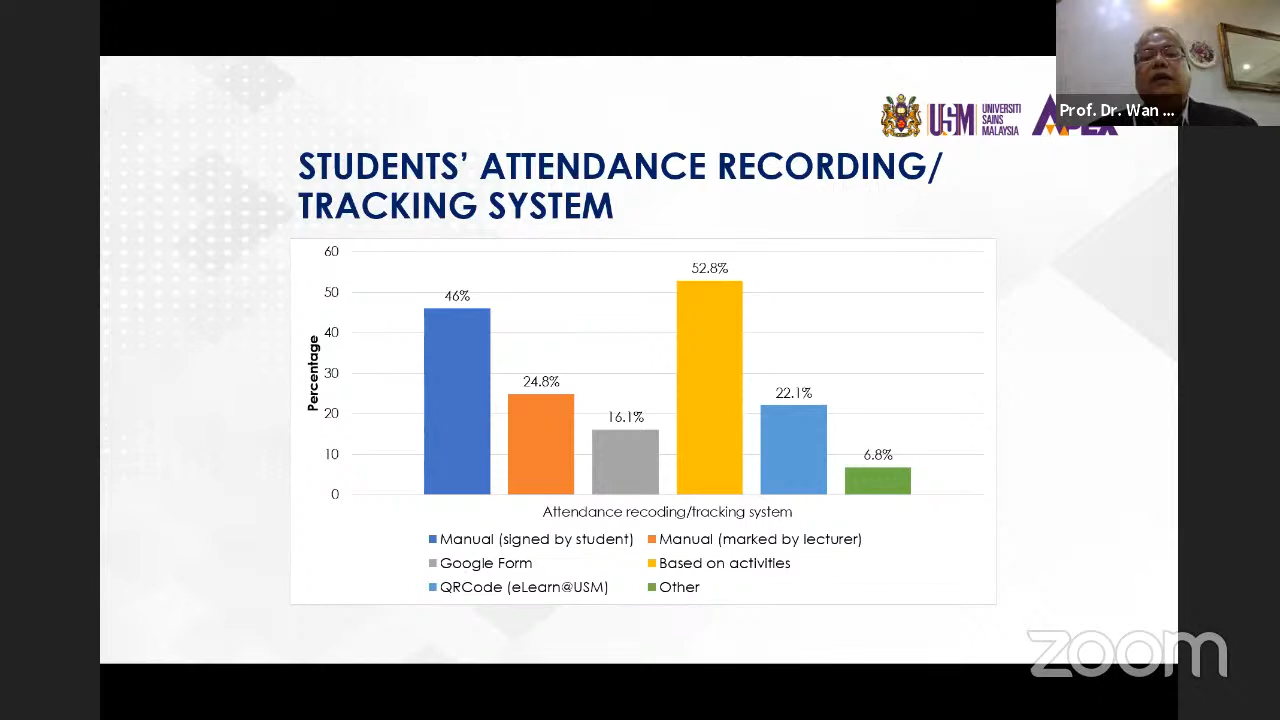 Prof. Dr. Wan ...
USM
UNIVERSITI
SAINS
MALAYSIA
APEX
STUDENTS’ ATTENDANCE RECORDING/
TRACKING SYSTEM
60
50
40
30
20
10
0
Percentage
46%
24.8%
16.1%
52.8%
22.1%
6.8%
Attendance recoding/tracking system
Manual (signed by student)
Manual (marked by lecturer)
Google Form
Based on activities
QRCode (eLearn@USM)
Other
zoom